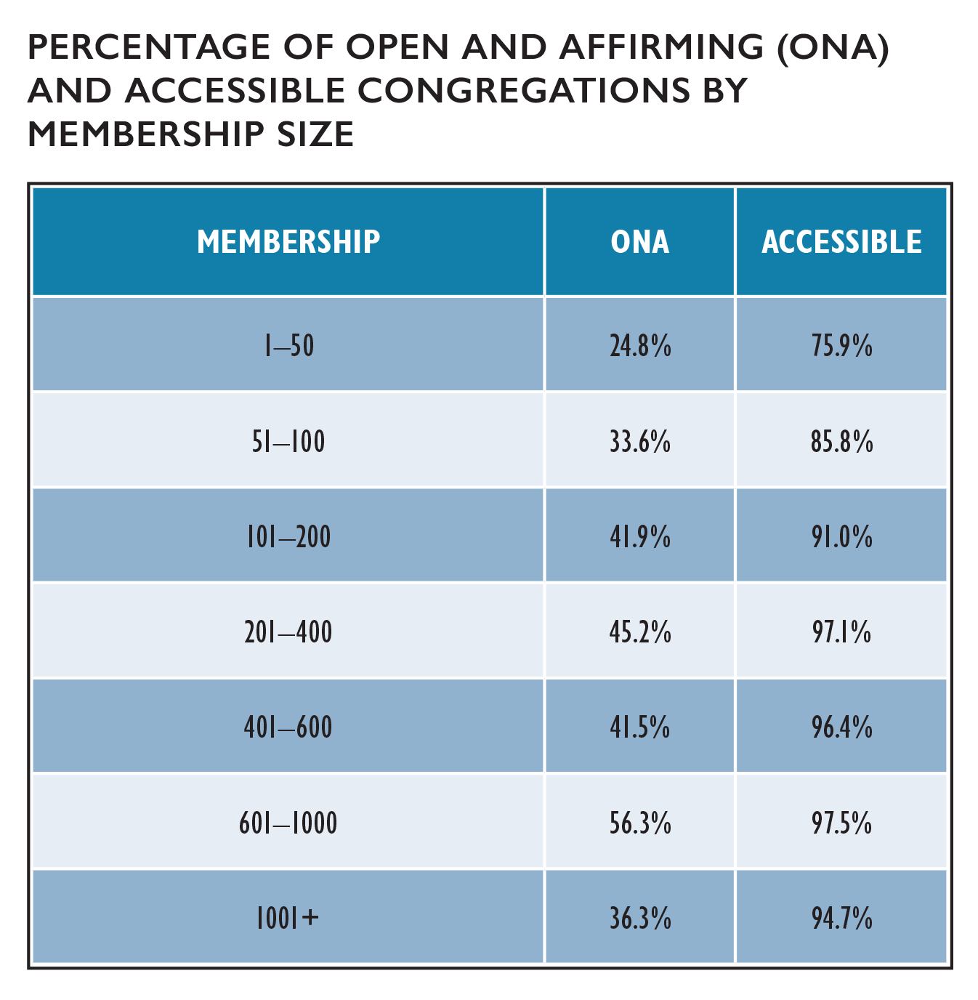 PERCENTAGE OF OPEN AND AFFIRMING (ONA)
AND ACCESSIBLE CONGREGATIONS BY
MEMBERSHIP SIZE
MEMBERSHIP ONA ACCESSIBLE
1–50 24.8% 75.9%
51–100 33.6% 85.8%
101–200 41.9% 91.0%
201–400 45.2% 97.1%
401–600 41.5% 96.4%
601–1000 56.3% 97.5%
1001+ 36.3% 94.7%